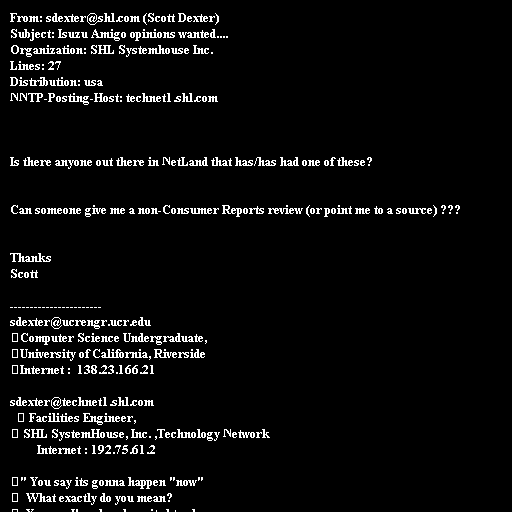 From: sdexter@shl.com (Scott Dexter)
Subject: Isuzu Amigo opinions wanted....
Organization: SHL Systemhouse Inc.
Lines: 27
Distribution: usa
NNTP-Posting-Host: technet1.shl.com
Is there anyone out there in NetLand that has/has had one of these?
Can someone give me a non-Consumer Reports review (or point me to a source) ???
Thanks
Scott
-----------------------
sdexter@ucrengr.ucr.edu
Computer Science Undergraduate,
University of California, Riverside
Internet :  138.23.166.21
sdexter@technet1.shl.com
Facilities Engineer,
SHL SystemHouse, Inc. ,Technology Network
Internet : 192.75.61.2
" You say its gonna happen "now"
What exactly do you mean?